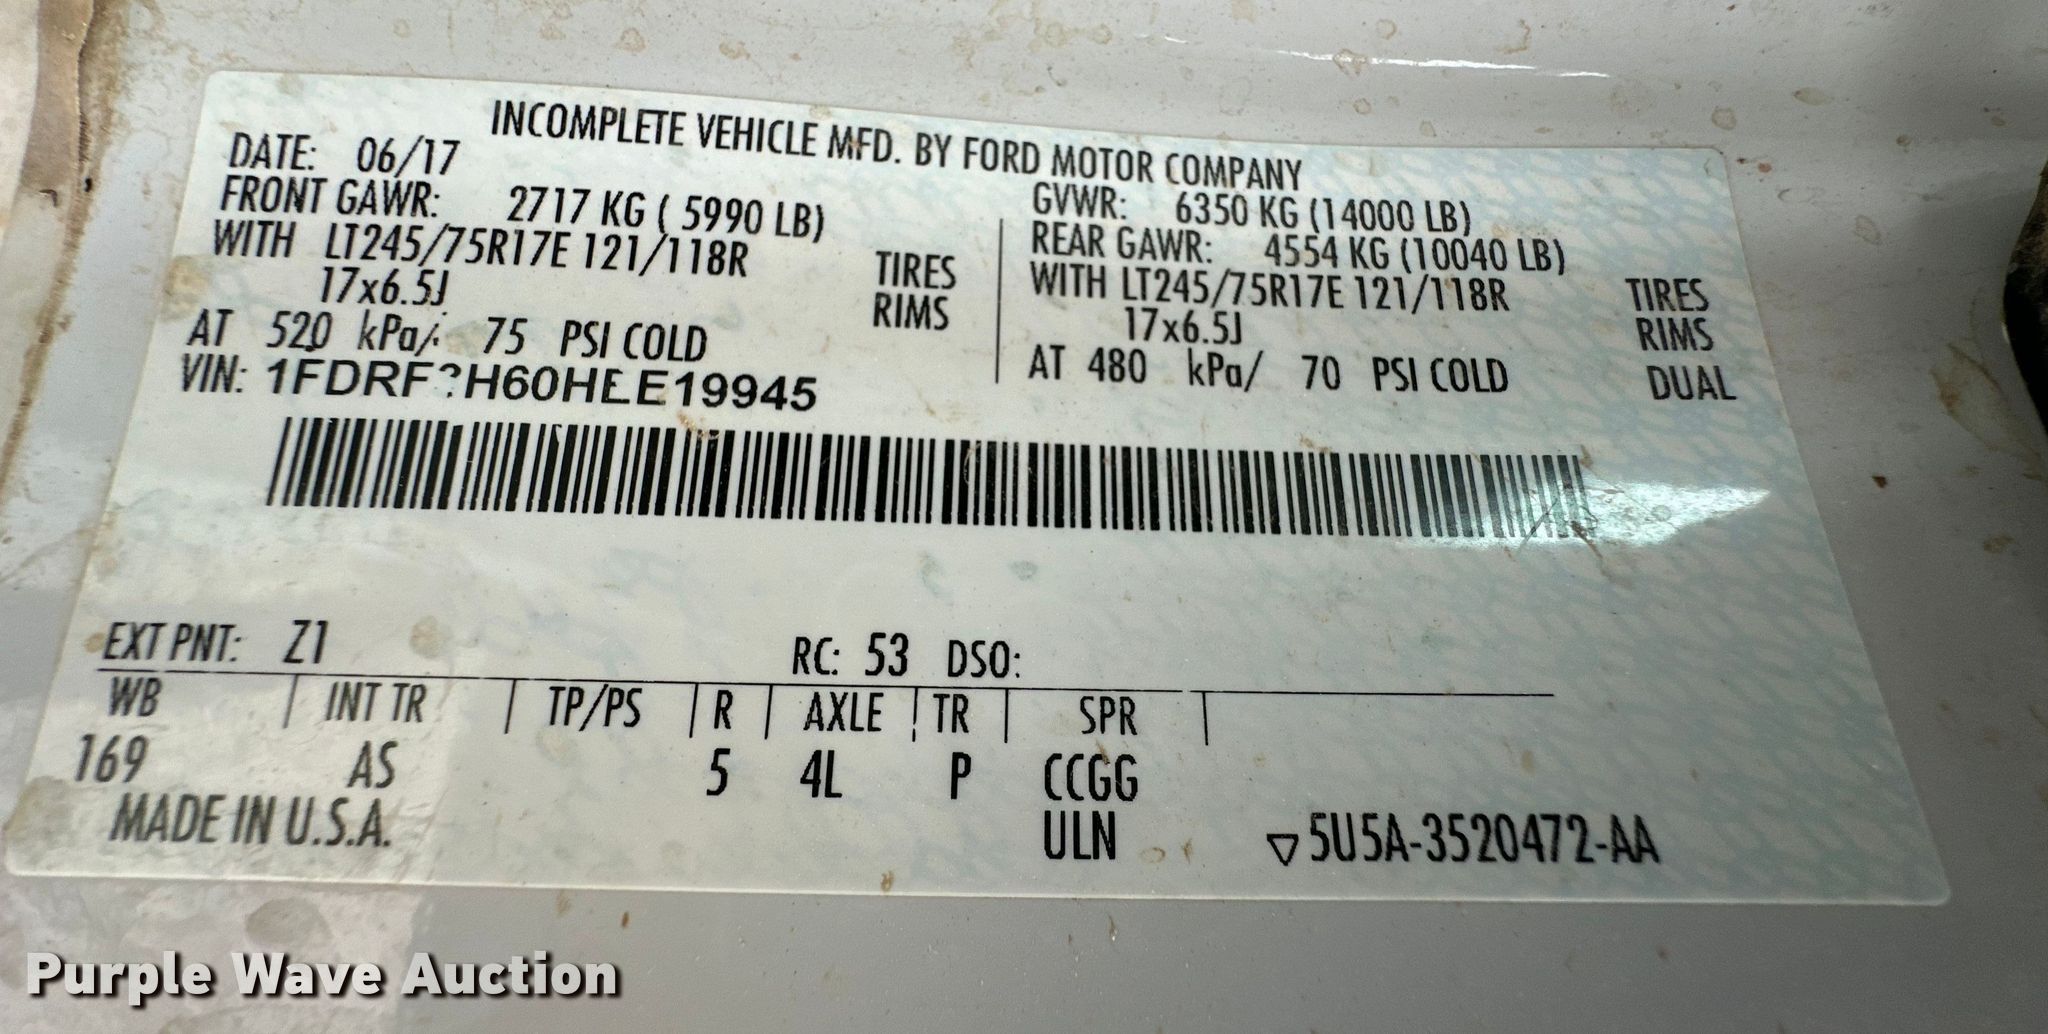 INCOMPLETE VEHICLE MFD. BY FORD MOTOR COMPANY
DATE: 06/17
GVWR: 6350 KG (14000 LB)
FRONT GAWR: 2717 KG ( 5990 LB)
REAR GAWR: 4554 KG (10040 LB)
WITH LT245/75R17E 121/118R TIRES
WITH LT245/75R17E 121/118R TIRES
17x6.5J RIMS
17x6.5J RIMS
AT 520 kPa/ 75 PSI COLD
AT 480 kPa/ 70 PSI COLD DUAL
VIN: 1FDRF3H60HEE19945
EXT PNT: Z1 RC: 53 DSO:
WB | INT TR | TP/PS | R | AXLE | TR | SPR |
169 AS 5 4L P CCGG
MADE IN U.S.A. ULN ▽5U5A-3520472-AA
Purple Wave Auction